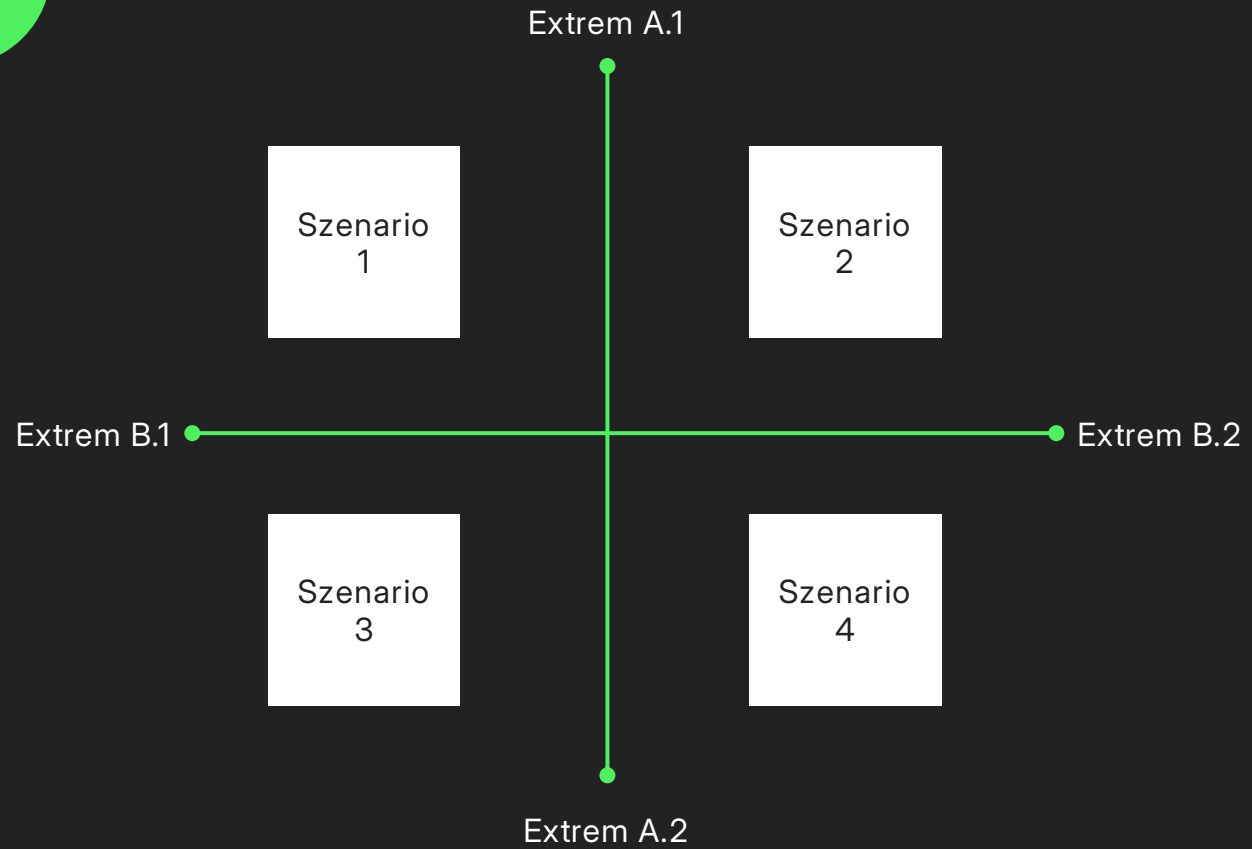 Extrem A.1
Szenario
1
Szenario
2
Extrem B.1
Extrem B.2
Szenario
3
Szenario
4
Extrem A.2